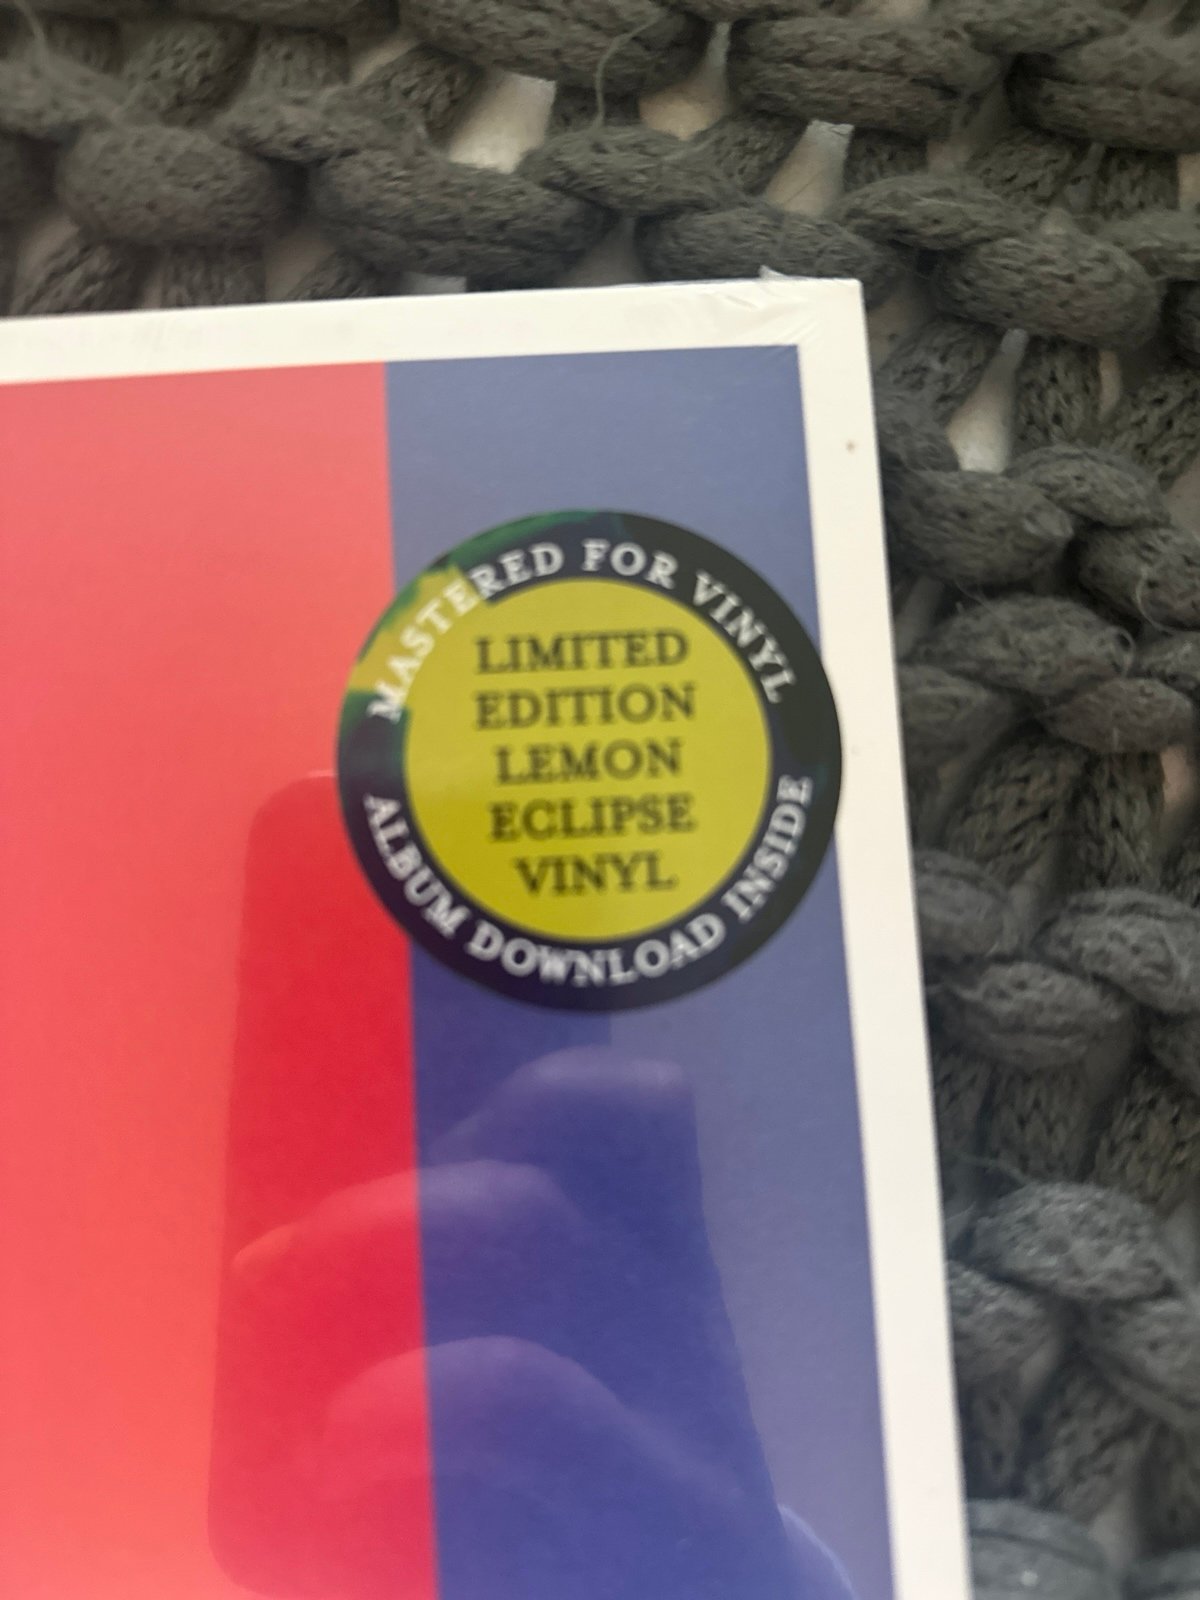 MASTERED FOR VINYL
LIMITED
EDITION
LEMON
ECLIPSE
VINYL
ALBUM DOWNLOAD INSIDE